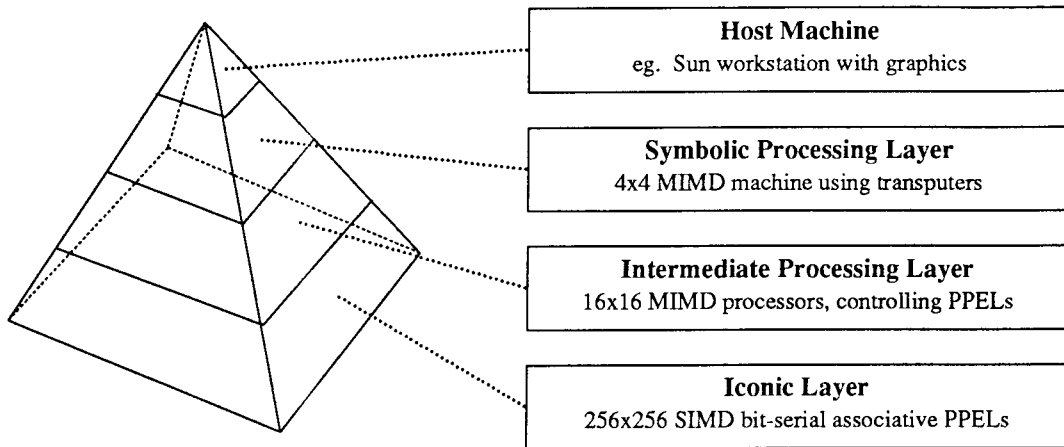 Host Machine
eg. Sun workstation with graphics
Symbolic Processing Layer
4x4 MIMD machine using transputers
Intermediate Processing Layer
16x16 MIMD processors, controlling PPELs
Iconic Layer
256x256 SIMD bit-serial associative PPELs